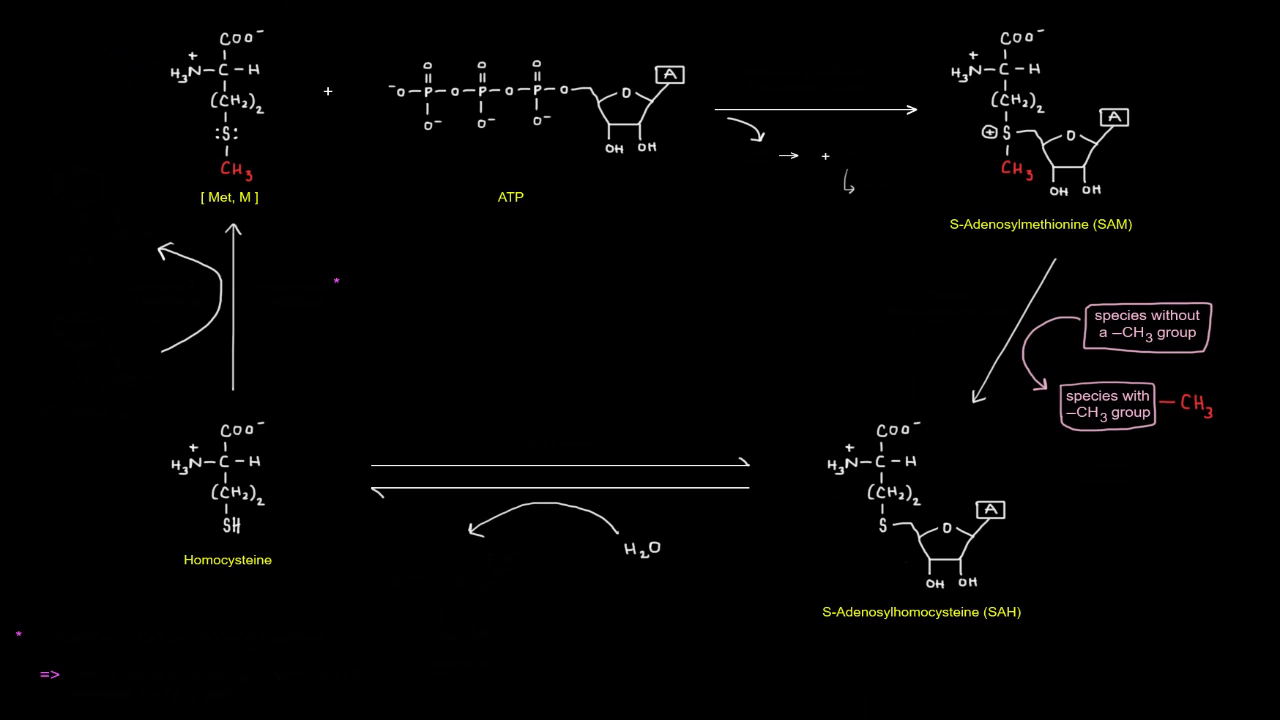 COO⁻
H₃N⁺–C–H
(CH₂)₂
:S:
CH₃
[ Met, M ]
+
⁻O–P–O–P–O–P–O
O O O
O⁻ O⁻ O⁻
O
A
OH OH
ATP
→ +
COO⁻
H₃N⁺–C–H
(CH₂)₂
⊕S
CH₃
O
A
OH OH
S-Adenosylmethionine (SAM)
*
species without
a –CH₃ group
species with
–CH₃ group
–CH₃
COO⁻
H₃N⁺–C–H
(CH₂)₂
SH
Homocysteine
H₂O
COO⁻
H₃N⁺–C–H
(CH₂)₂
S
O
A
OH OH
S-Adenosylhomocysteine (SAH)
*
=>